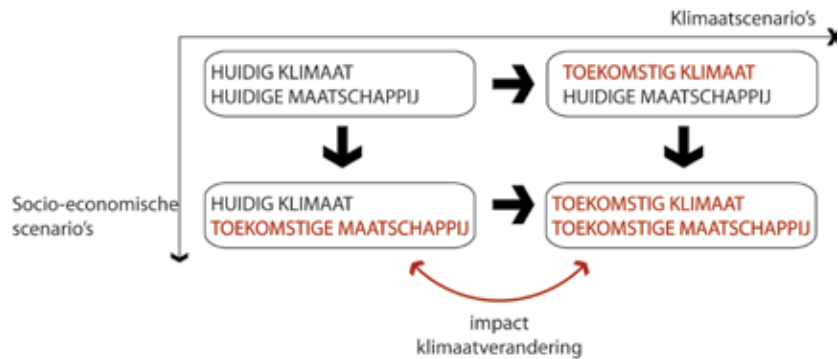 Klimaatscenario's
HUIDIG KLIMAAT
HUIDIGE MAATSCHAPPIJ
TOEKOMSTIG KLIMAAT
HUIDIGE MAATSCHAPPIJ
Socio-economische
scenario's
HUIDIG KLIMAAT
TOEKOMSTIGE MAATSCHAPPIJ
TOEKOMSTIG KLIMAAT
TOEKOMSTIGE MAATSCHAPPIJ
impact
klimaatverandering